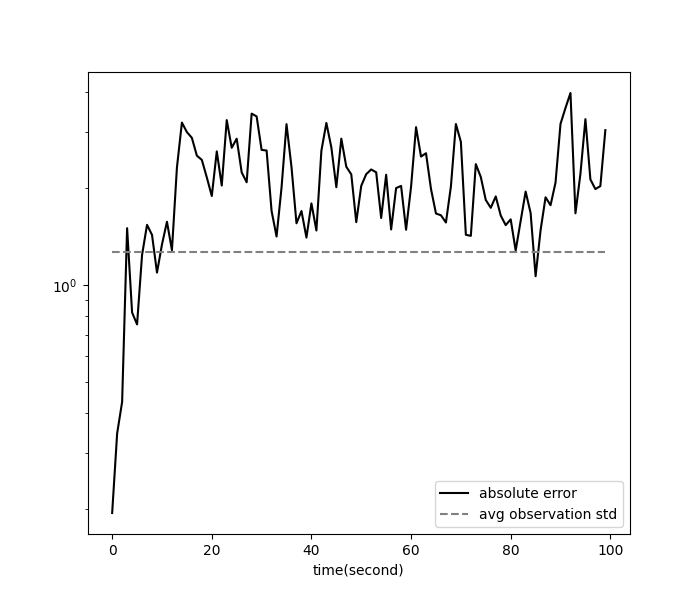 10⁰
0 20 40 60 80 100
time(second)
absolute error
avg observation std